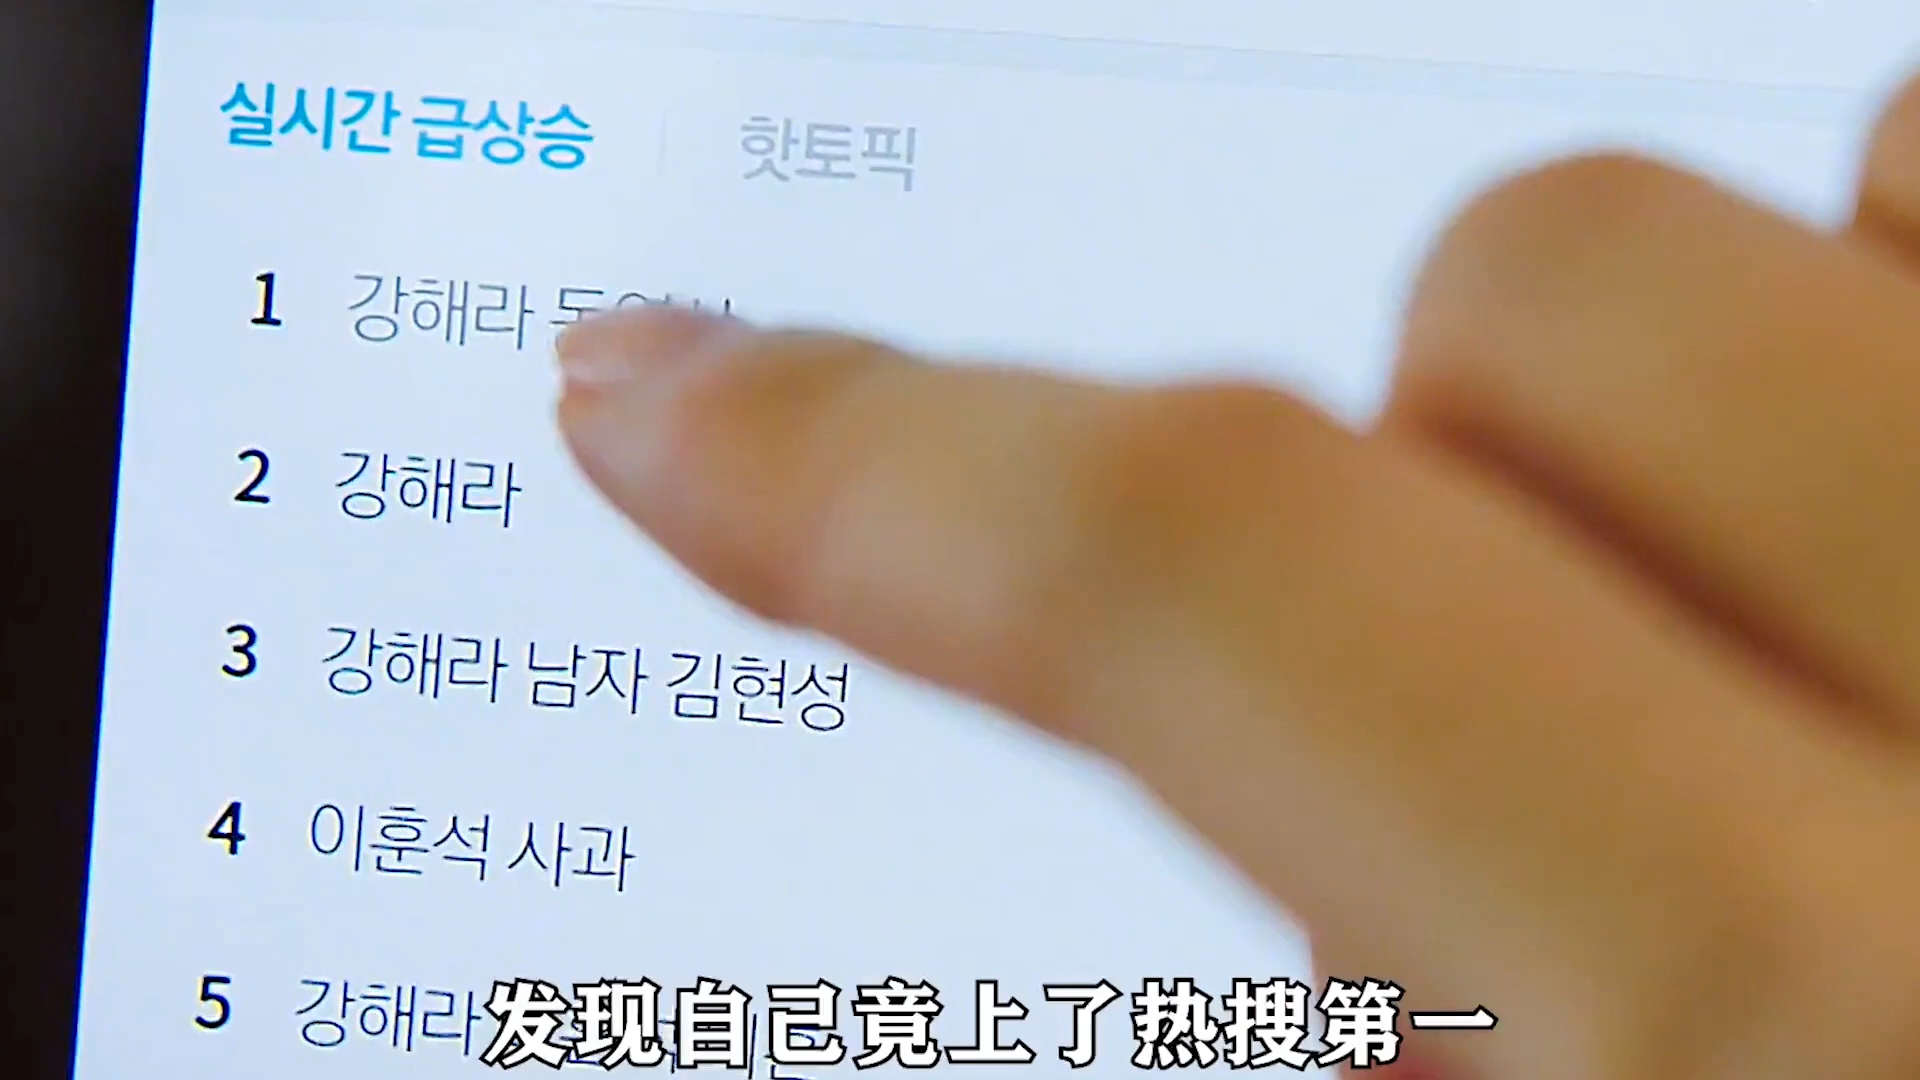 실시간 급상승 핫토픽
1 강해라
2 강해라
3 강해라 남자 김현성
4 이훈석 사과
5 강해라
发现自己竟上了热搜第一